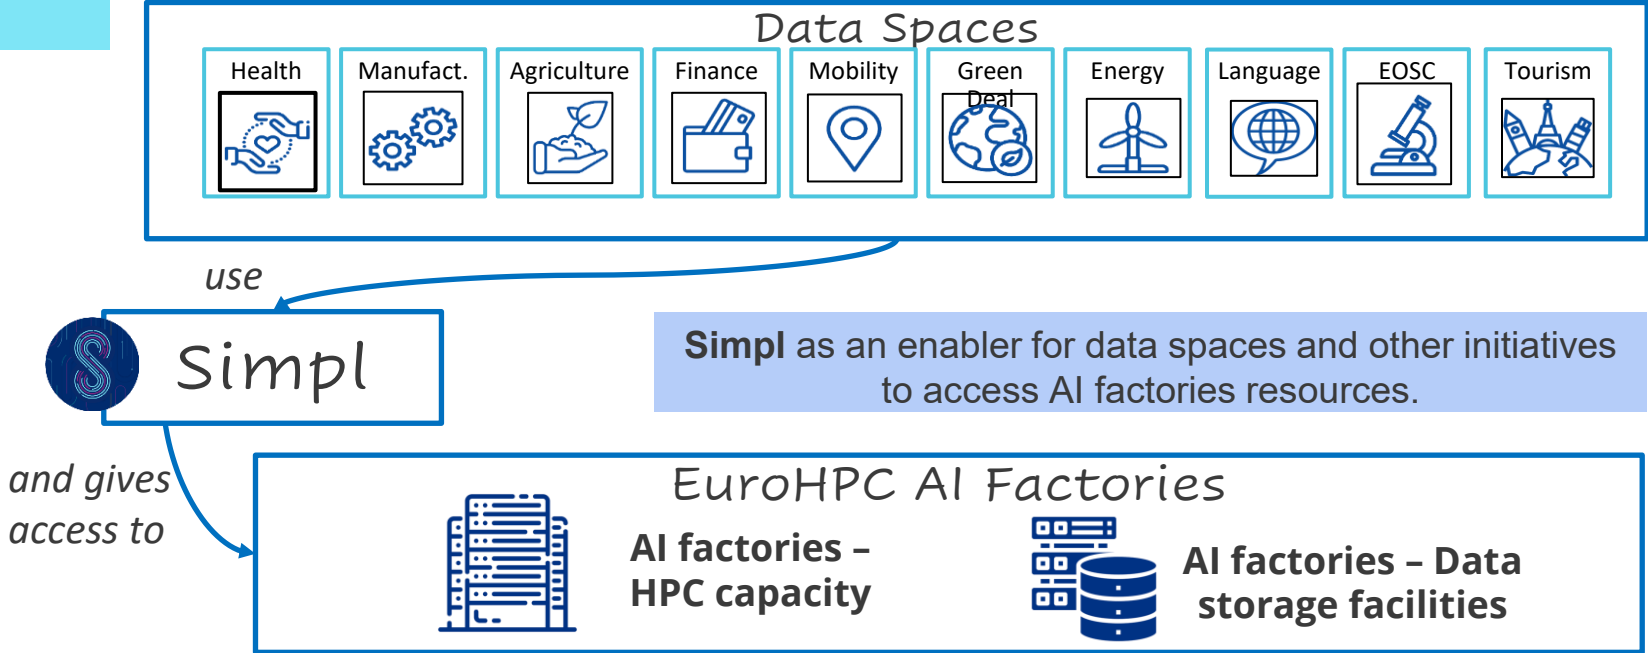 Data Spaces
Health
Manufact.
Agriculture
Finance
Mobility
Green
Deal
Energy
Language
EOSC
Tourism
use
Simpl
Simpl as an enabler for data spaces and other initiatives
to access AI factories resources.
and gives
access to
EuroHPC AI Factories
AI factories –
HPC capacity
AI factories – Data
storage facilities